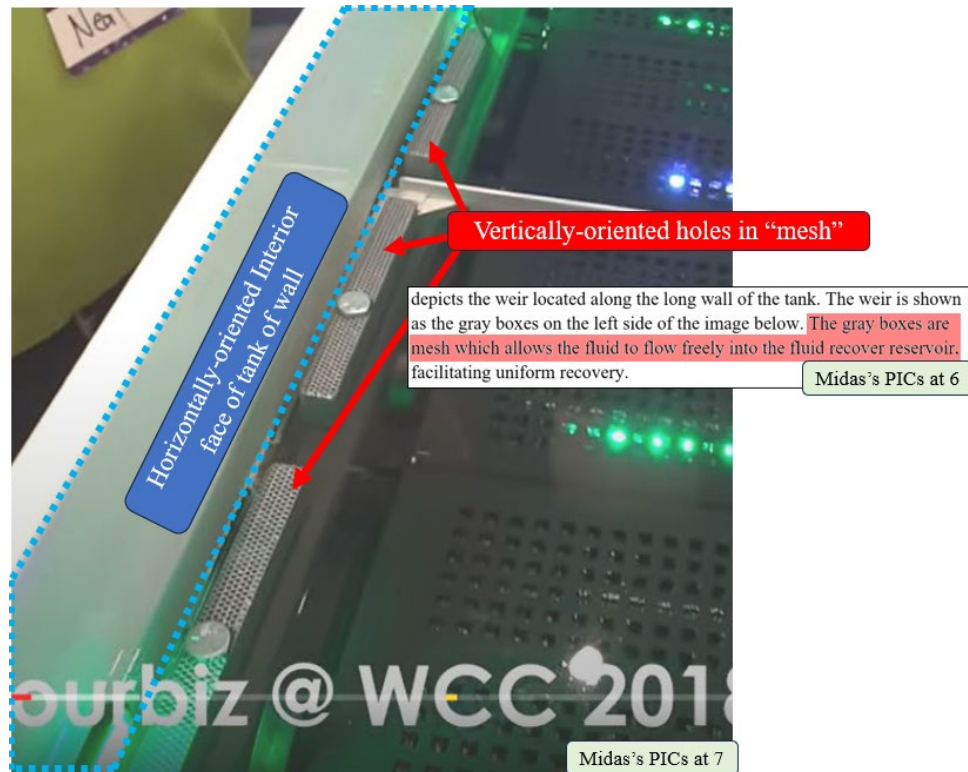 Nea
Vertically-oriented holes in “mesh”
Horizontally-oriented Interior
face of tank of wall
depicts the weir located along the long wall of the tank. The weir is shown
as the gray boxes on the left side of the image below. The gray boxes are
mesh which allows the fluid to flow freely into the fluid recover reservoir.
facilitating uniform recovery.
Midas’s PICs at 6
ourbiz @ WCC 2018
Midas’s PICs at 7